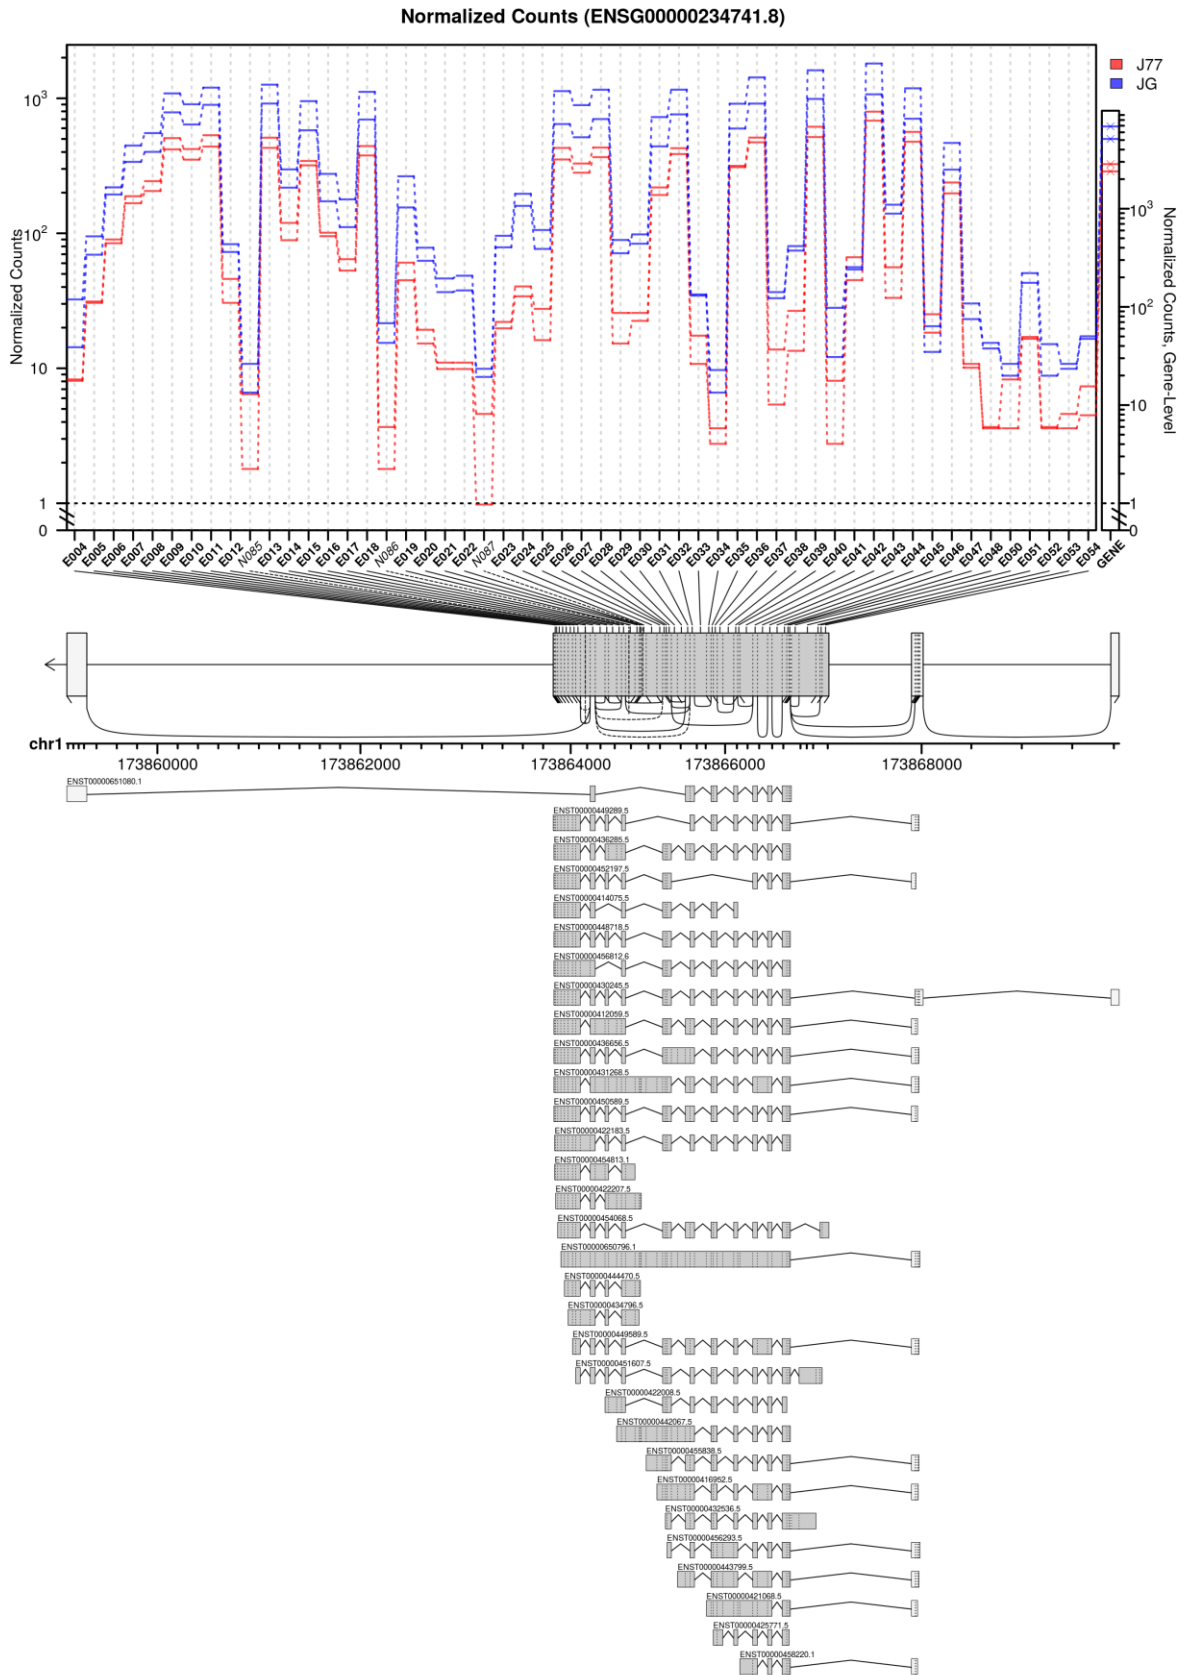 Normalized Counts (ENSG00000234741.8)
J77
JG
10³
10²
10
1
0
Normalized Counts
10³
10²
10
1
0
Normalized Counts, Gene-Level
E004 E005 E006 E007 E008 E009 E010 E011 E012 N085 E013 E014 E015 E016 E017 E018 N086 E019 E020 E021 E022 N087 E023 E024 E025 E026 E027 E028 E029 E030 E031 E032 E033 E034 E035 E036 E037 E038 E039 E040 E041 E042 E043 E044 E045 E046 E047 E048 E050 E051 E052 E053 E054 GENE
chr1
173860000 173862000 173864000 173866000 173868000
ENST00000651080.1
ENST00000449289.5
ENST00000436285.5
ENST00000452197.5
ENST00000414075.5
ENST00000448718.5
ENST00000456812.6
ENST00000430245.5
ENST00000412059.5
ENST00000436656.5
ENST00000431268.5
ENST00000450589.5
ENST00000422183.5
ENST00000454813.1
ENST00000422207.5
ENST00000454068.5
ENST00000650796.1
ENST00000444470.5
ENST00000434796.5
ENST00000449589.5
ENST00000451607.5
ENST00000422008.5
ENST00000442067.5
ENST00000455838.5
ENST00000416952.5
ENST00000432536.5
ENST00000456293.5
ENST00000443799.5
ENST00000421068.5
ENST00000425771.5
ENST00000458220.1